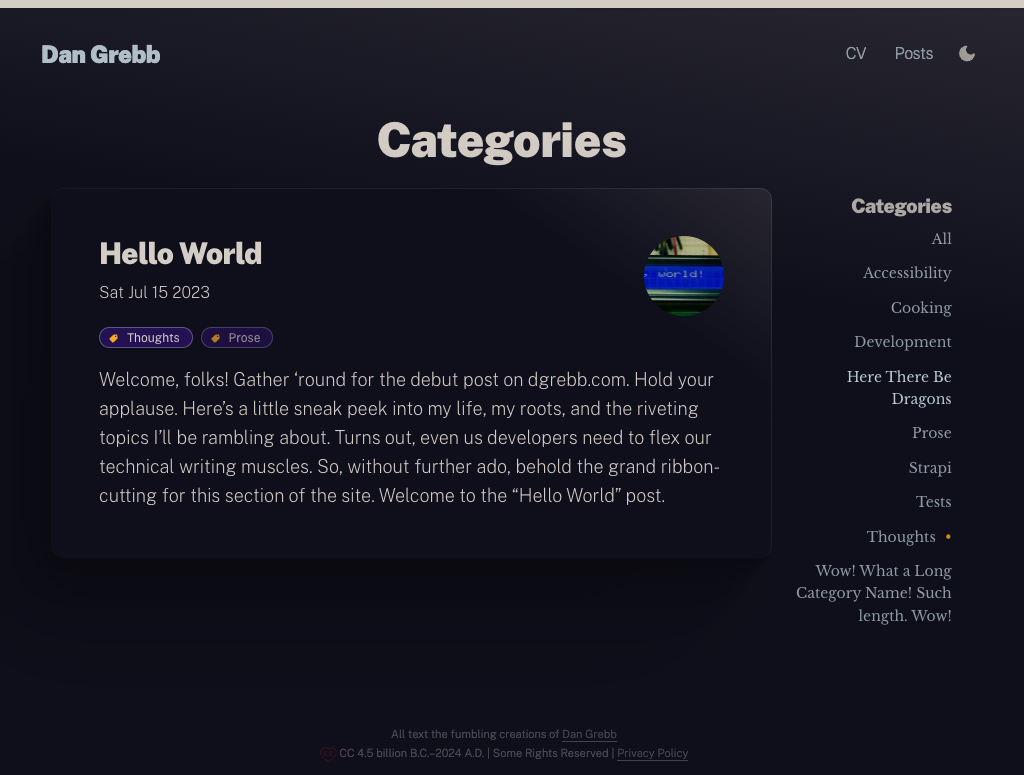 Dan Grebb
CV
Posts
Categories
Hello World
Sat Jul 15 2023
world!
Thoughts
Prose
Welcome, folks! Gather ‘round for the debut post on dgrebb.com. Hold your
applause. Here’s a little sneak peek into my life, my roots, and the riveting
topics I’ll be rambling about. Turns out, even us developers need to flex our
technical writing muscles. So, without further ado, behold the grand ribbon-
cutting for this section of the site. Welcome to the “Hello World” post.
Categories
All
Accessibility
Cooking
Development
Here There Be
Dragons
Prose
Strapi
Tests
Thoughts •
Wow! What a Long
Category Name! Such
length. Wow!
All text the fumbling creations of Dan Grebb
CC 4.5 billion B.C.–2024 A.D. | Some Rights Reserved | Privacy Policy